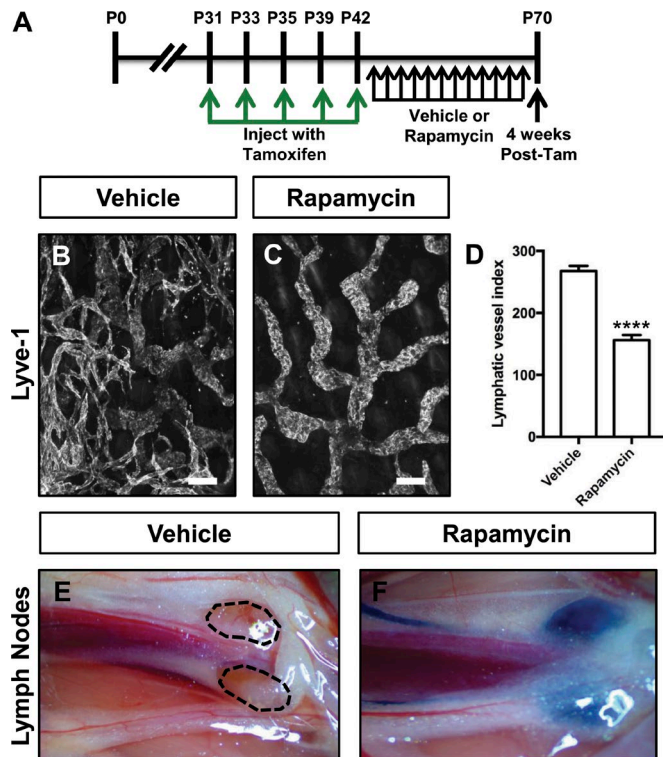 A
P0 P31 P33 P35 P39 P42 P70
Inject with
Tamoxifen
Vehicle or
Rapamycin
4 weeks
Post-Tam
Vehicle Rapamycin
Lyve-1
B
C
D
Lymphatic vessel index
300
200
100
0
****
Vehicle
Rapamycin
Vehicle Rapamycin
Lymph Nodes
E
F